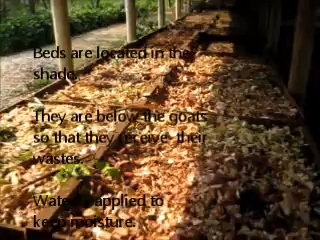 Beds are located in the
shade.
They are below the goats
so that they receive their
wastes.
Water applied to
keep moisture.